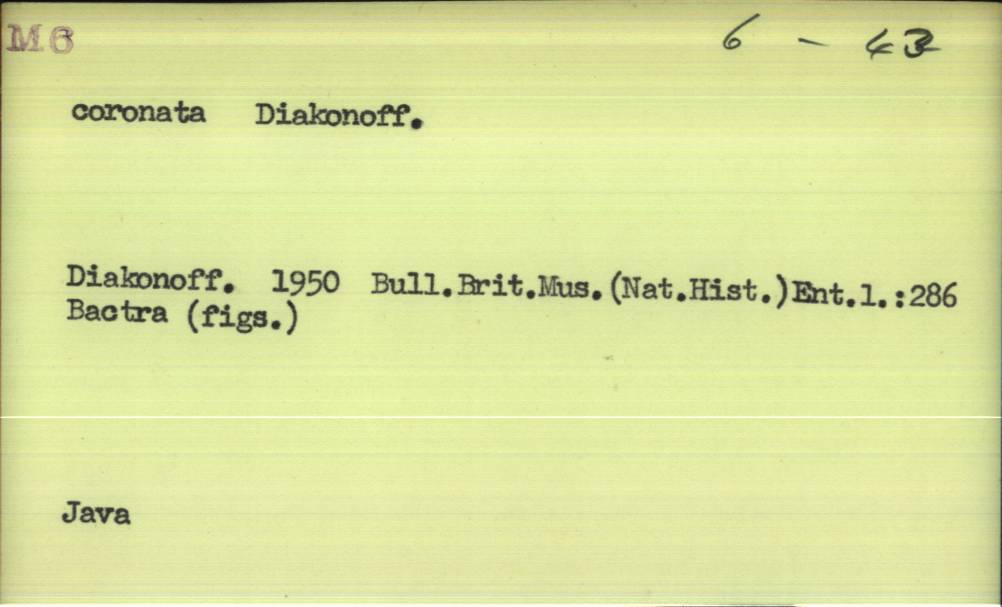 M6
6 - 43
coronata Diakonoff.
Diakonoff. 1950 Bull.Brit.Mus.(Nat.Hist.)Ent.1.:286
Bactra (figs.)
Java